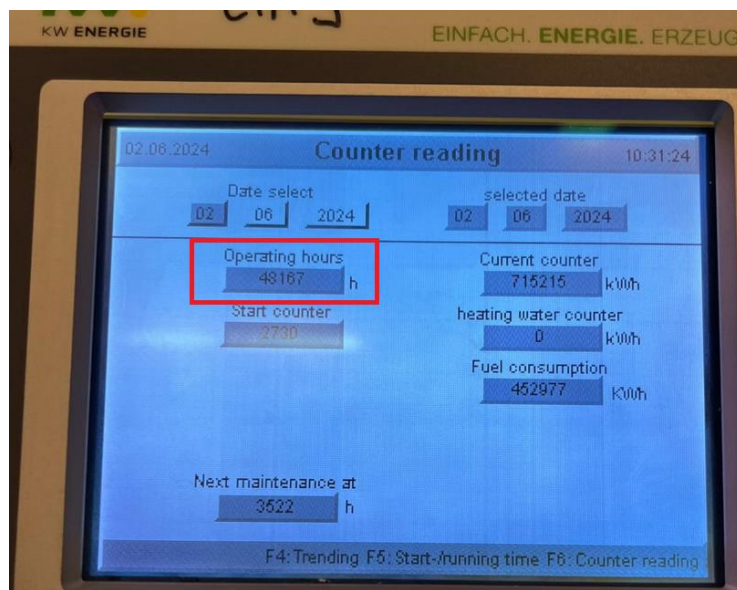 KW ENERGIE
EINFACH. ENERGIE. ERZEUG
02.06.2024 Counter reading 10:31:24
Date select selected date
02 06 2024 02 06 2024
Operating hours Current counter
48167 h 715215 kWh
Start counter heating water counter
2730 0 kWh
Fuel consumption
452977 KWh
Next maintenance at
3522 h
F4: Trending F5: Start-/running time F6: Counter reading